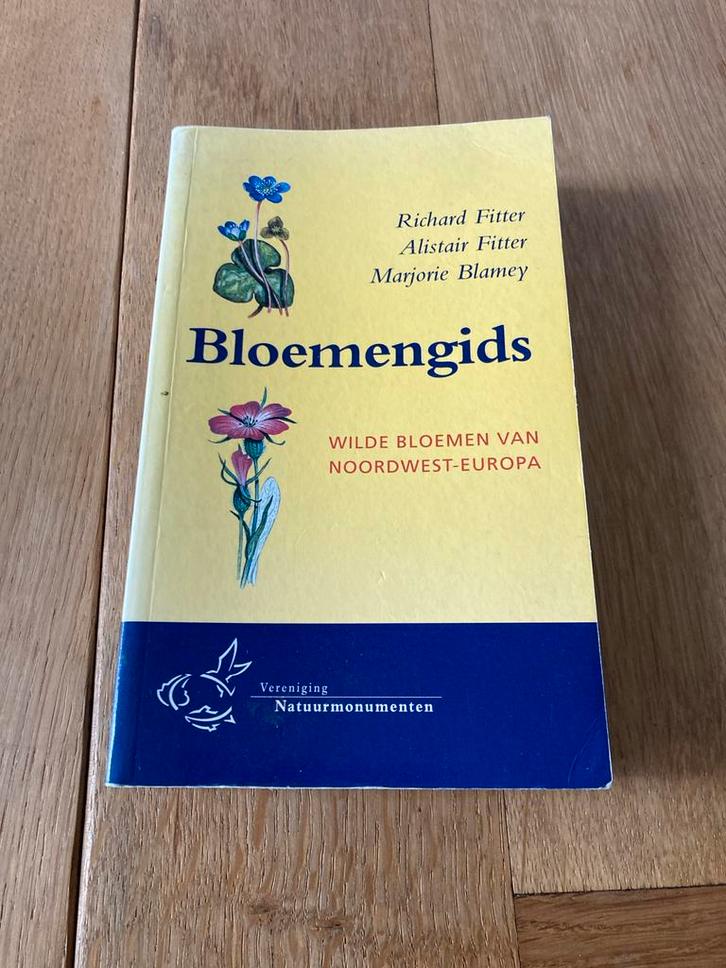 Richard Fitter
Alistair Fitter
Marjorie Blamey
Bloemengids
WILDE BLOEMEN VAN
NOORDWEST-EUROPA
Vereniging
Natuurmonumenten